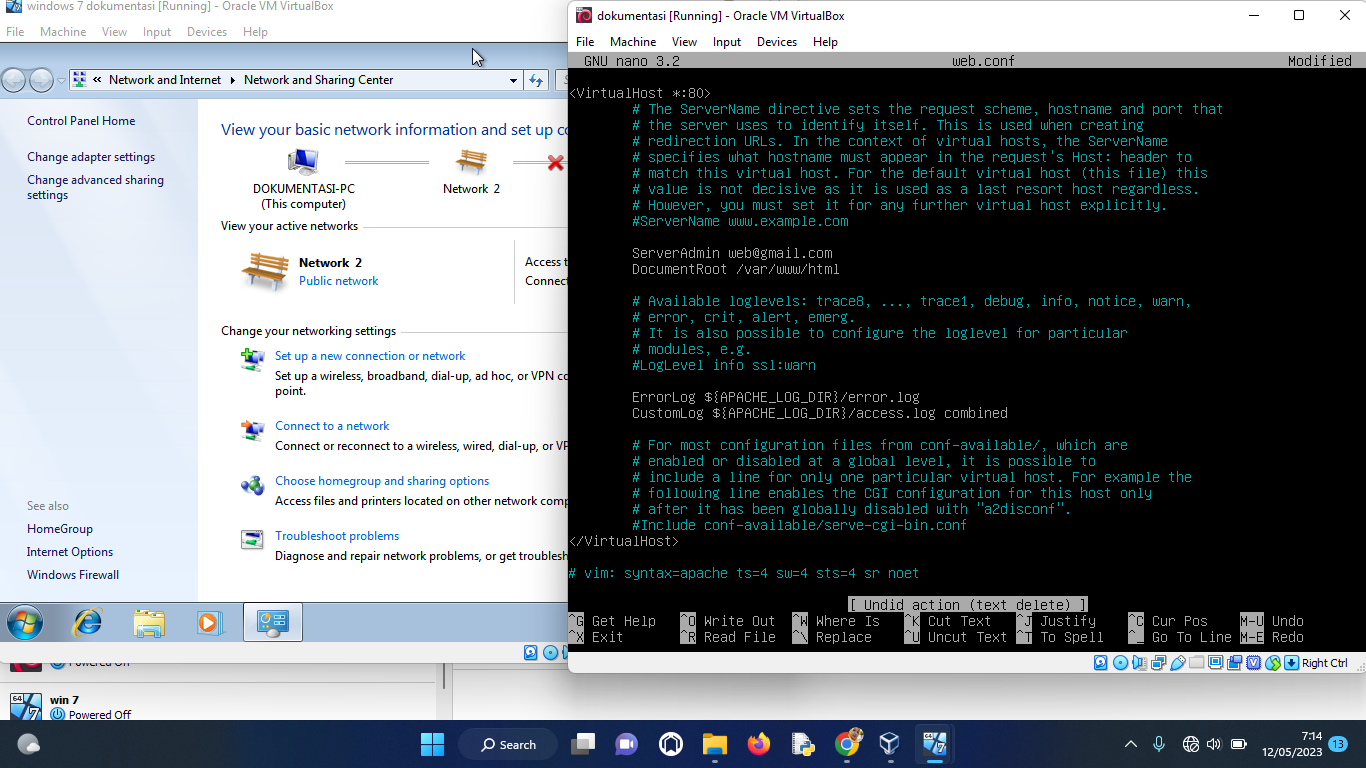 windows 7 dokumentasi [Running] - Oracle VM VirtualBox
File Machine View Input Devices Help
« Network and Internet Network and Sharing Center
Control Panel Home
Change adapter settings
Change advanced sharing
settings
See also
HomeGroup
Internet Options
Windows Firewall
View your basic network information and set up co
DOKUMENTASI-PC
(This computer)
Network 2
View your active networks
Network 2
Public network
Access t
Connec
Change your networking settings
Set up a new connection or network
Set up a wireless, broadband, dial-up, ad hoc, or VPN co
point.
Connect to a network
Connect or reconnect to a wireless, wired, dial-up, or VP
Choose homegroup and sharing options
Access files and printers located on other network comp
Troubleshoot problems
Diagnose and repair network problems, or get troublesh
Powered Off
64
7
win 7
Powered Off
dokumentasi [Running] - Oracle VM VirtualBox
File Machine View Input Devices Help
GNU nano 3.2 web.conf Modified
<VirtualHost *:80>
# The ServerName directive sets the request scheme, hostname and port that
# the server uses to identify itself. This is used when creating
# redirection URLs. In the context of virtual hosts, the ServerName
# specifies what hostname must appear in the request's Host: header to
# match this virtual host. For the default virtual host (this file) this
# value is not decisive as it is used as a last resort host regardless.
# However, you must set it for any further virtual host explicitly.
#ServerName www.example.com
ServerAdmin web@gmail.com
DocumentRoot /var/www/html
# Available loglevels: trace8, ..., trace1, debug, info, notice, warn,
# error, crit, alert, emerg.
# It is also possible to configure the loglevel for particular
# modules, e.g.
#LogLevel info ssl:warn
ErrorLog ${APACHE_LOG_DIR}/error.log
CustomLog ${APACHE_LOG_DIR}/access.log combined
# For most configuration files from conf-available/, which are
# enabled or disabled at a global level, it is possible to
# include a line for only one particular virtual host. For example the
# following line enables the CGI configuration for this host only
# after it has been globally disabled with "a2disconf".
#Include conf-available/serve-cgi-bin.conf
</VirtualHost>
# vim: syntax=apache ts=4 sw=4 sts=4 sr noet
[ Undid action (text delete) ]
^G Get Help ^O Write Out ^W Where Is ^K Cut Text ^J Justify ^C Cur Pos M-U Undo
^X Exit ^R Read File ^\ Replace ^U Uncut Text ^T To Spell ^_ Go To Line M-E Redo
Right Ctrl
Search
7:14
12/05/2023
13